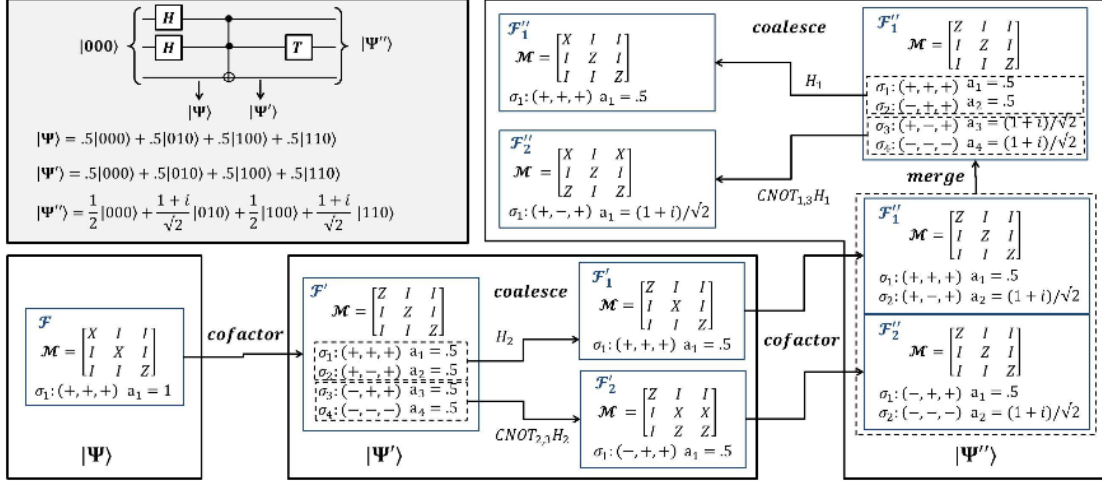 H
|000⟩ H T |Ψ′′⟩
|Ψ⟩ |Ψ′⟩
|Ψ⟩ = .5|000⟩ + .5|010⟩ + .5|100⟩ + .5|110⟩
|Ψ′⟩ = .5|000⟩ + .5|010⟩ + .5|100⟩ + .5|110⟩
|Ψ′′⟩ = 1/2 |000⟩ + (1 + i)/√2 |010⟩ + 1/2 |100⟩ + (1 + i)/√2 |110⟩
ℱ
ℳ = [X I I
I X I
I I Z]
σ₁: (+, +, +) a₁ = 1
|Ψ⟩
cofactor
ℱ′
ℳ = [Z I I
I Z I
I I Z]
σ₁: (+, +, +) a₁ = .5
σ₂: (+, −, +) a₂ = .5
σ₃: (−, +, +) a₃ = .5
σ₄: (−, −, −) a₄ = .5
|Ψ′⟩
coalesce
H₂
CNOT₂,₃H₂
ℱ′₁
ℳ = [Z I I
I X I
I I Z]
σ₁: (+, +, +) a₁ = .5
ℱ′₂
ℳ = [Z I I
I X X
I Z Z]
σ₁: (−, +, +) a₁ = .5
cofactor
ℱ′′₁
ℳ = [Z I I
I Z I
I I Z]
σ₁: (+, +, +) a₁ = .5
σ₂: (+, −, +) a₂ = (1 + i)/√2
ℱ′′₂
ℳ = [Z I I
I Z I
I I Z]
σ₁: (−, +, +) a₁ = .5
σ₂: (−, −, −) a₂ = (1 + i)/√2
|Ψ′′⟩
merge
ℱ′′₁
ℳ = [Z I I
I Z I
I I Z]
σ₁: (+, +, +) a₁ = .5
σ₂: (−, +, +) a₂ = .5
σ₃: (+, −, +) a₃ = (1 + i)/√2
σ₄: (−, −, −) a₄ = (1 + i)/√2
coalesce
H₁
CNOT₁,₃H₁
ℱ′′₁
ℳ = [X I I
I Z I
I I Z]
σ₁: (+, +, +) a₁ = .5
ℱ′′₂
ℳ = [X I X
I Z I
Z I Z]
σ₁: (+, −, +) a₁ = (1 + i)/√2